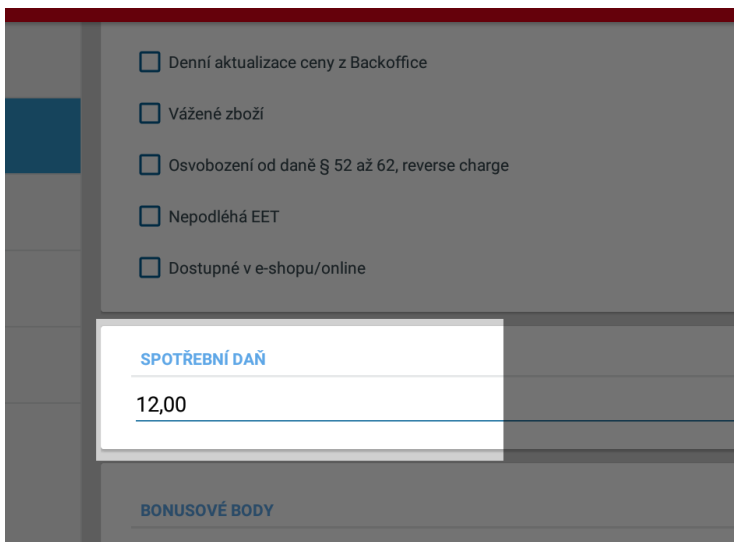 Denní aktualizace ceny z Backoffice
Vážené zboží
Osvobození od daně § 52 až 62, reverse charge
Nepodléhá EET
Dostupné v e-shopu/online
SPOTŘEBNÍ DAŇ
12,00
BONUSOVÉ BODY